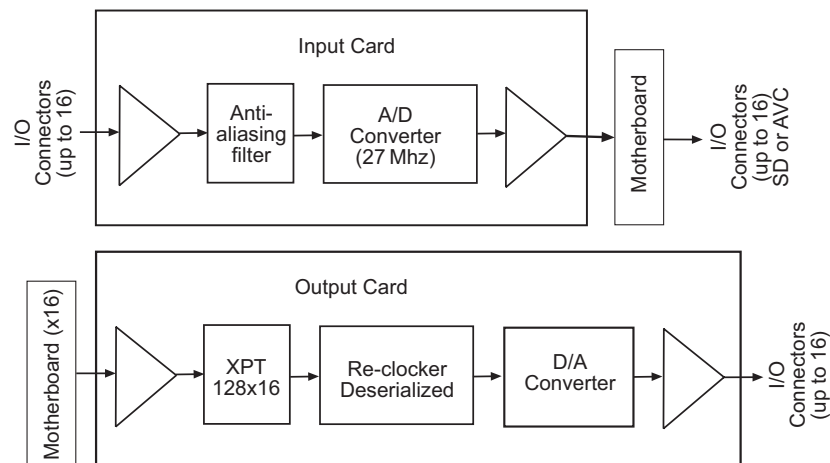 Input Card
I/O
Connectors
(up to 16)
Anti-
aliasing
filter
A/D
Converter
(27 Mhz)
Motherboard
I/O
Connectors
(up to 16)
SD or AVC
Output Card
Motherboard (x16)
XPT
128x16
Re-clocker
Deserialized
D/A
Converter
I/O
Connectors
(up to 16)